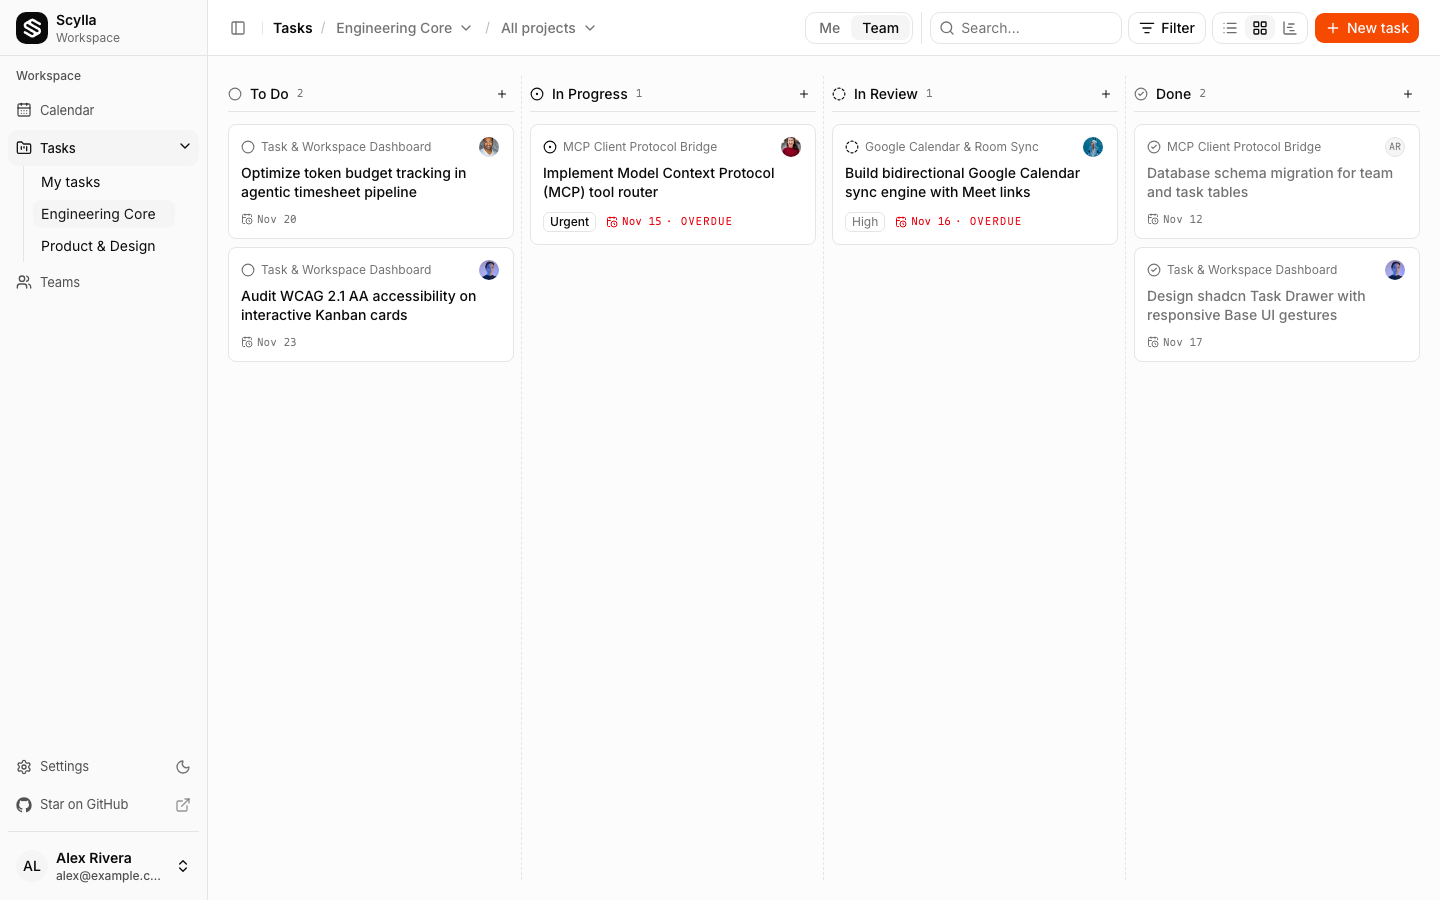 Scylla
Workspace
Workspace
Calendar
Tasks
My tasks
Engineering Core
Product & Design
Teams
Settings
Star on GitHub
AL
Alex Rivera
alex@example.c...
Tasks / Engineering Core / All projects
Me Team
Search...
Filter
New task
To Do 2
Task & Workspace Dashboard
Optimize token budget tracking in
agentic timesheet pipeline
Nov 20
Task & Workspace Dashboard
Audit WCAG 2.1 AA accessibility on
interactive Kanban cards
Nov 23
In Progress 1
MCP Client Protocol Bridge
Implement Model Context Protocol
(MCP) tool router
Urgent Nov 15 · OVERDUE
In Review 1
Google Calendar & Room Sync
Build bidirectional Google Calendar
sync engine with Meet links
High Nov 16 · OVERDUE
Done 2
MCP Client Protocol Bridge AR
Database schema migration for team
and task tables
Nov 12
Task & Workspace Dashboard
Design shadcn Task Drawer with
responsive Base UI gestures
Nov 17